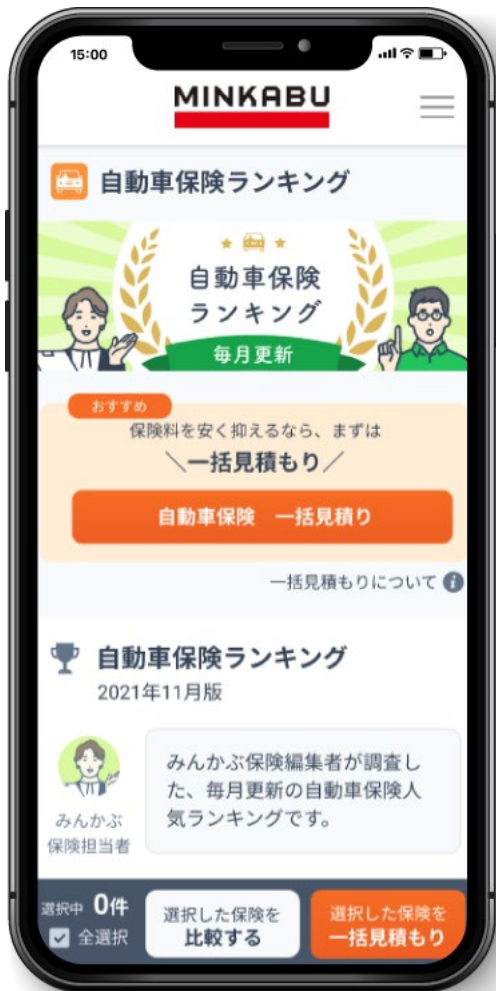 15:00
MINKABU
自動車保険ランキング
自動車保険
ランキング
毎月更新
おすすめ
保険料を安く抑えるなら、まずは
＼一括見積もり／
自動車保険　一括見積り
一括見積もりについて
自動車保険ランキング
2021年11月版
みんかぶ保険編集者が調査し
た、毎月更新の自動車保険人
気ランキングです。
みんかぶ
保険担当者
選択中 0件
全選択
選択した保険を
比較する
選択した保険を
一括見積もり